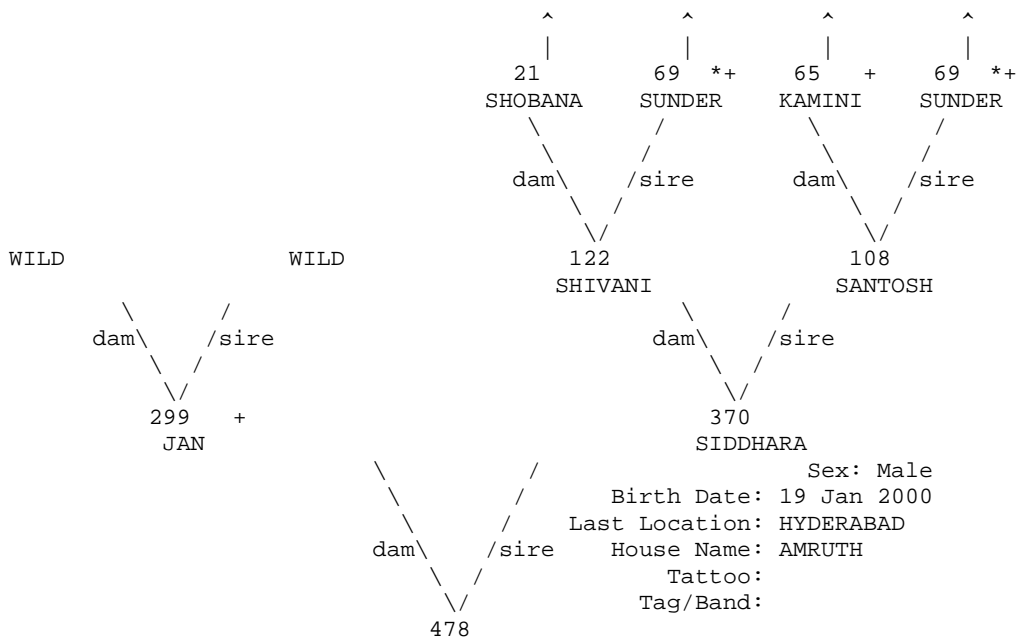 ^ ^ ^ ^
| | | |
21 69 *+ 65 + 69 *+
SHOBANA SUNDER KAMINI SUNDER
\ / \ /
\ / \ /
dam\ /sire dam\ /sire
\ / \ /
\/ \/
WILD WILD 122 108
SHIVANI SANTOSH
\ / \ /
dam\ /sire dam\ /sire
\ / \ /
\/ \/
299 + 370
JAN SIDDHARA
\ / Sex: Male
\ / Birth Date: 19 Jan 2000
\ / Last Location: HYDERABAD
dam\ /sire House Name: AMRUTH
\ / Tattoo:
\/ Tag/Band:
478